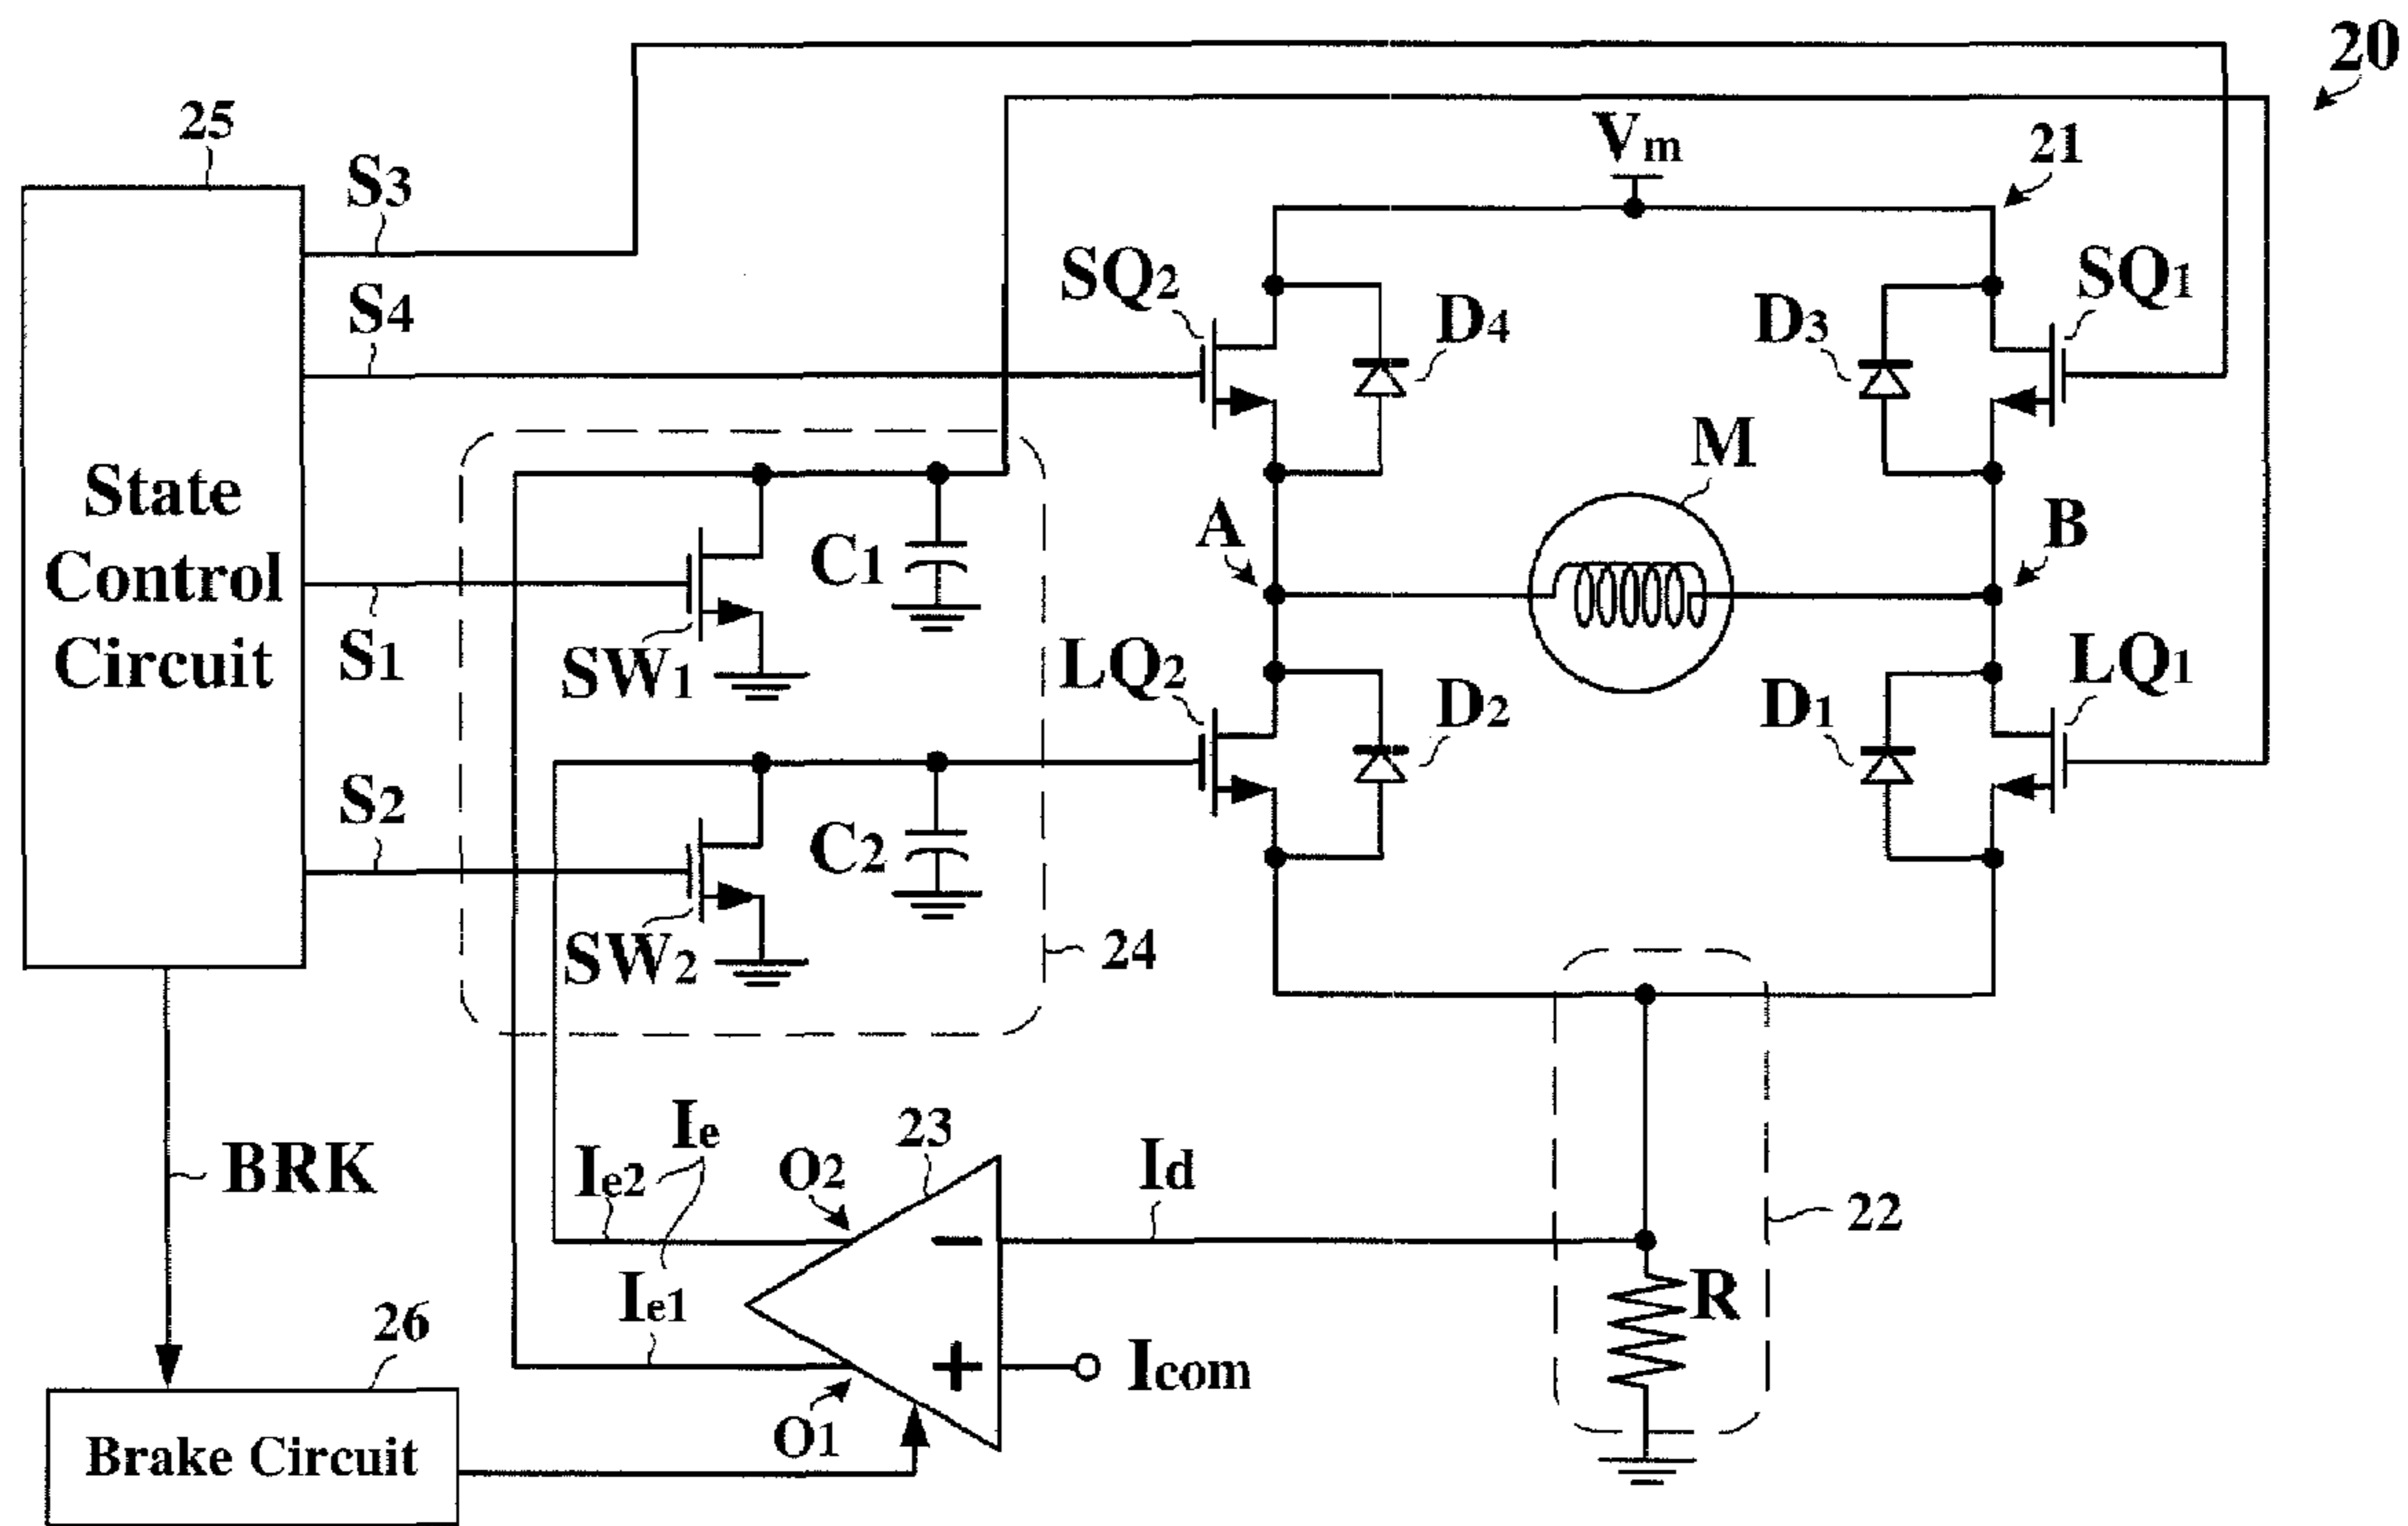 20
25
S3
Vm
21
SQ2
D4
D3
SQ1
S4
M
State
Control
Circuit
A
B
C1
S1
SW1
LQ2
D2
D1
LQ1
S2
C2
SW2
24
Ie
23
Ie2
O2
Id
22
BRK
Ie1
R
26
Icom
O1
Brake Circuit